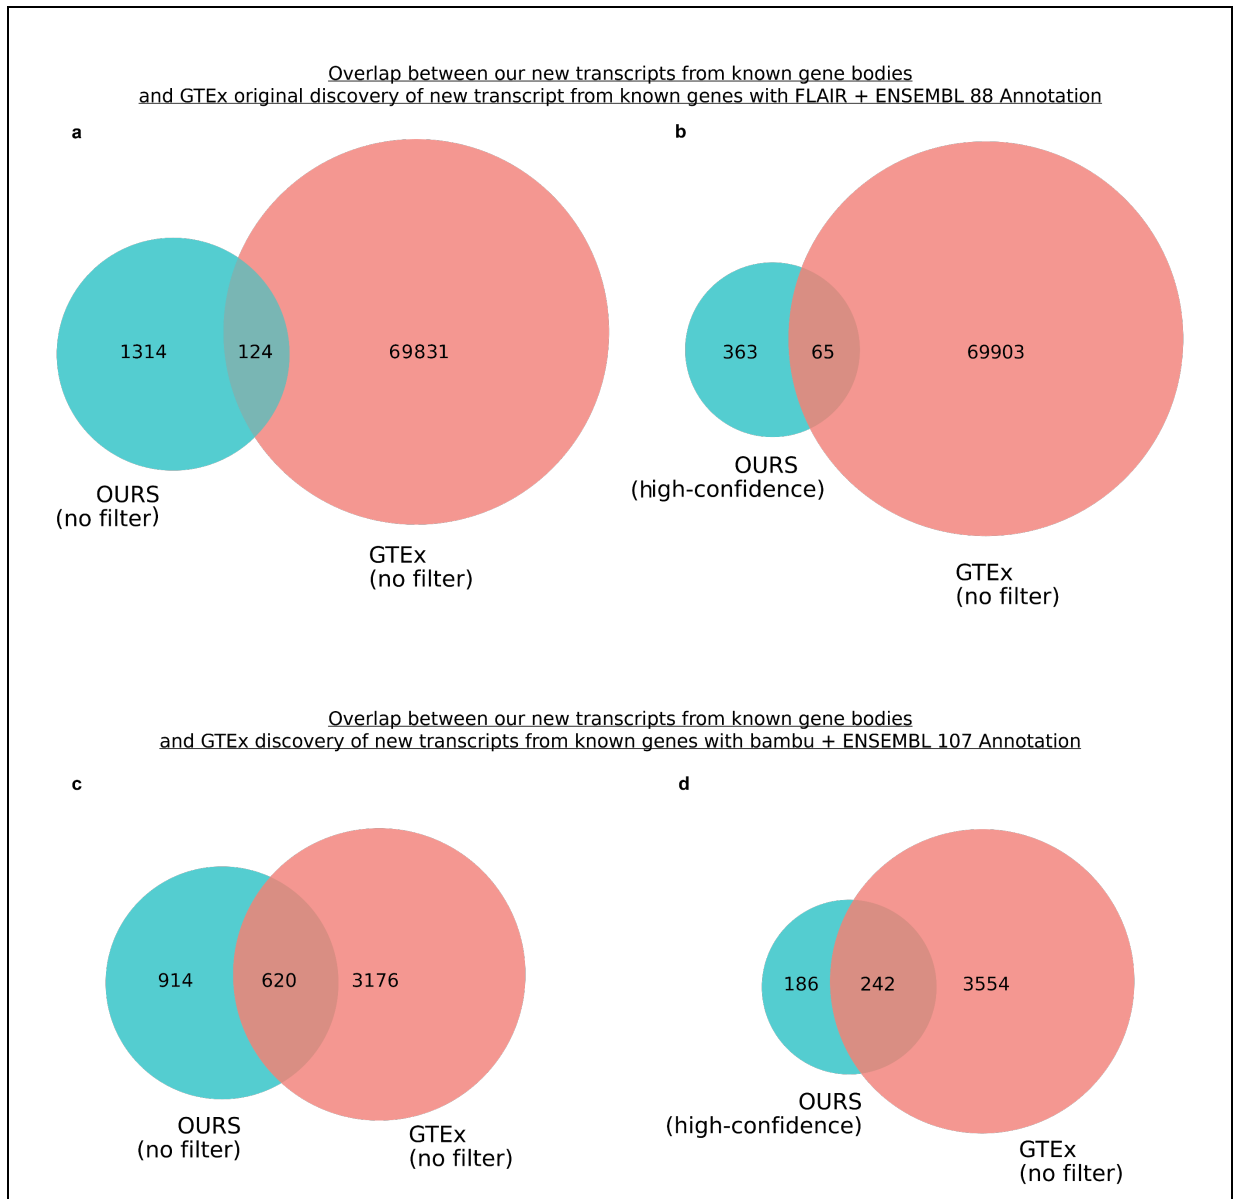 Overlap between our new transcripts from known gene bodies
and GTEx original discovery of new transcript from known genes with FLAIR + ENSEMBL 88 Annotation
a
b
1314
124
69831
363
65
69903
OURS
(no filter)
GTEx
(no filter)
OURS
(high-confidence)
GTEx
(no filter)
Overlap between our new transcripts from known gene bodies
and GTEx discovery of new transcripts from known genes with bambu + ENSEMBL 107 Annotation
c
d
914
620
3176
186
242
3554
OURS
(no filter)
GTEx
(no filter)
OURS
(high-confidence)
GTEx
(no filter)